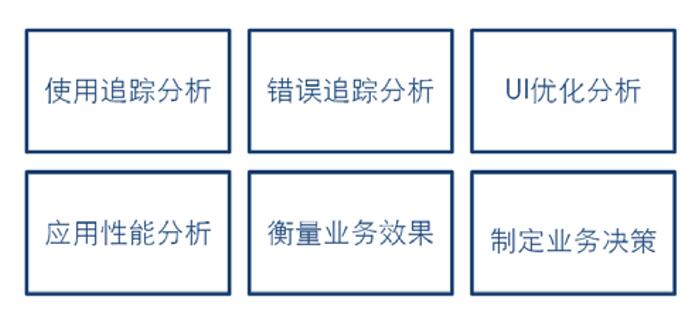 使用追踪分析
错误追踪分析
UI优化分析
应用性能分析
衡量业务效果
制定业务决策